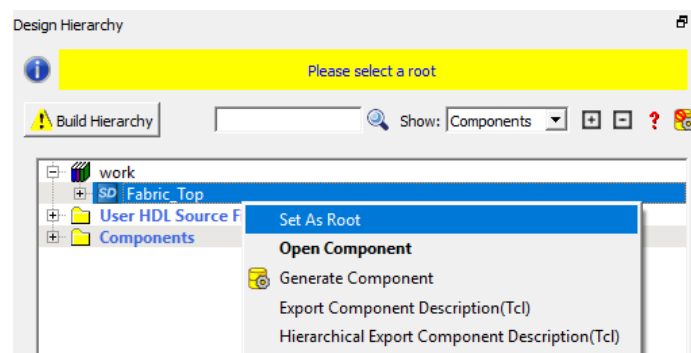 Design Hierarchy
Please select a root
Build Hierarchy Show: Components
work
SD Fabric_Top
User HDL Source F
Components
Set As Root
Open Component
Generate Component
Export Component Description(Tcl)
Hierarchical Export Component Description(Tcl)